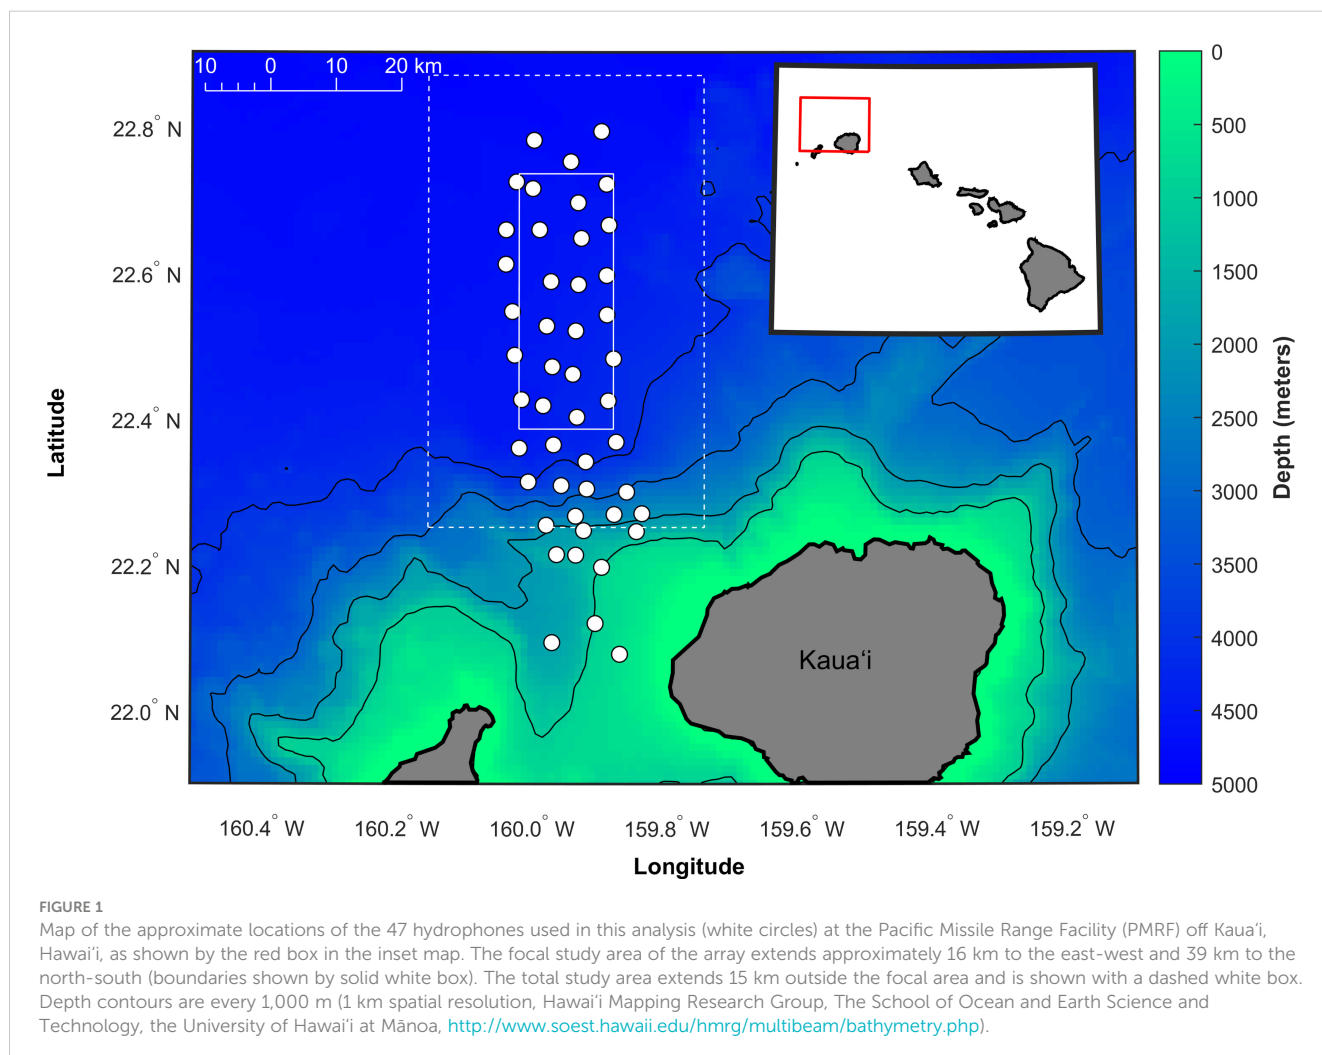 10 0 10 20 km
22.8° N
22.6° N
22.4° N
22.2° N
22.0° N
Latitude
160.4° W 160.2° W 160.0° W 159.8° W 159.6° W 159.4° W 159.2° W
Longitude
Kauaʻi
0
500
1000
1500
2000
2500
3000
3500
4000
4500
5000
Depth (meters)
FIGURE 1
Map of the approximate locations of the 47 hydrophones used in this analysis (white circles) at the Pacific Missile Range Facility (PMRF) off Kauaʻi,
Hawaiʻi, as shown by the red box in the inset map. The focal study area of the array extends approximately 16 km to the east-west and 39 km to the
north-south (boundaries shown by solid white box). The total study area extends 15 km outside the focal area and is shown with a dashed white box.
Depth contours are every 1,000 m (1 km spatial resolution, Hawaiʻi Mapping Research Group, The School of Ocean and Earth Science and
Technology, the University of Hawaiʻi at Mānoa, http://www.soest.hawaii.edu/hmrg/multibeam/bathymetry.php).